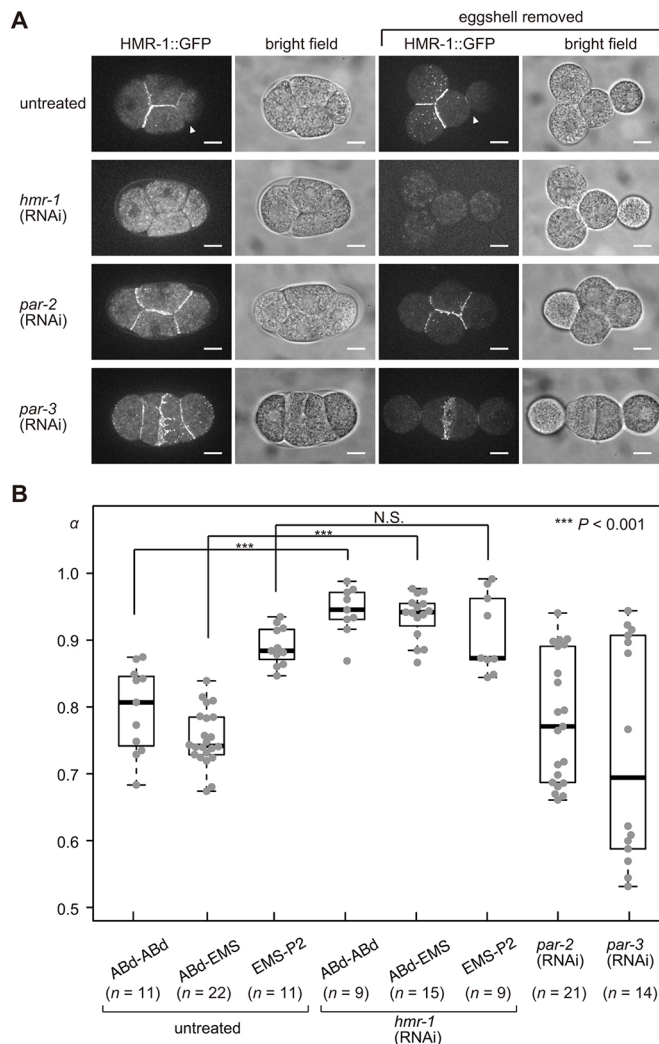 A
eggshell removed
HMR-1::GFP bright field HMR-1::GFP bright field
untreated
hmr-1
(RNAi)
par-2
(RNAi)
par-3
(RNAi)
B
α
N.S.
*** P < 0.001
***
***
1.0
0.9
0.8
0.7
0.6
0.5
ABd-ABd ABd-EMS EMS-P2 ABd-ABd ABd-EMS EMS-P2 par-2 (RNAi) par-3 (RNAi)
(n = 11) (n = 22) (n = 11) (n = 9) (n = 15) (n = 9) (n = 21) (n = 14)
untreated hmr-1
(RNAi)